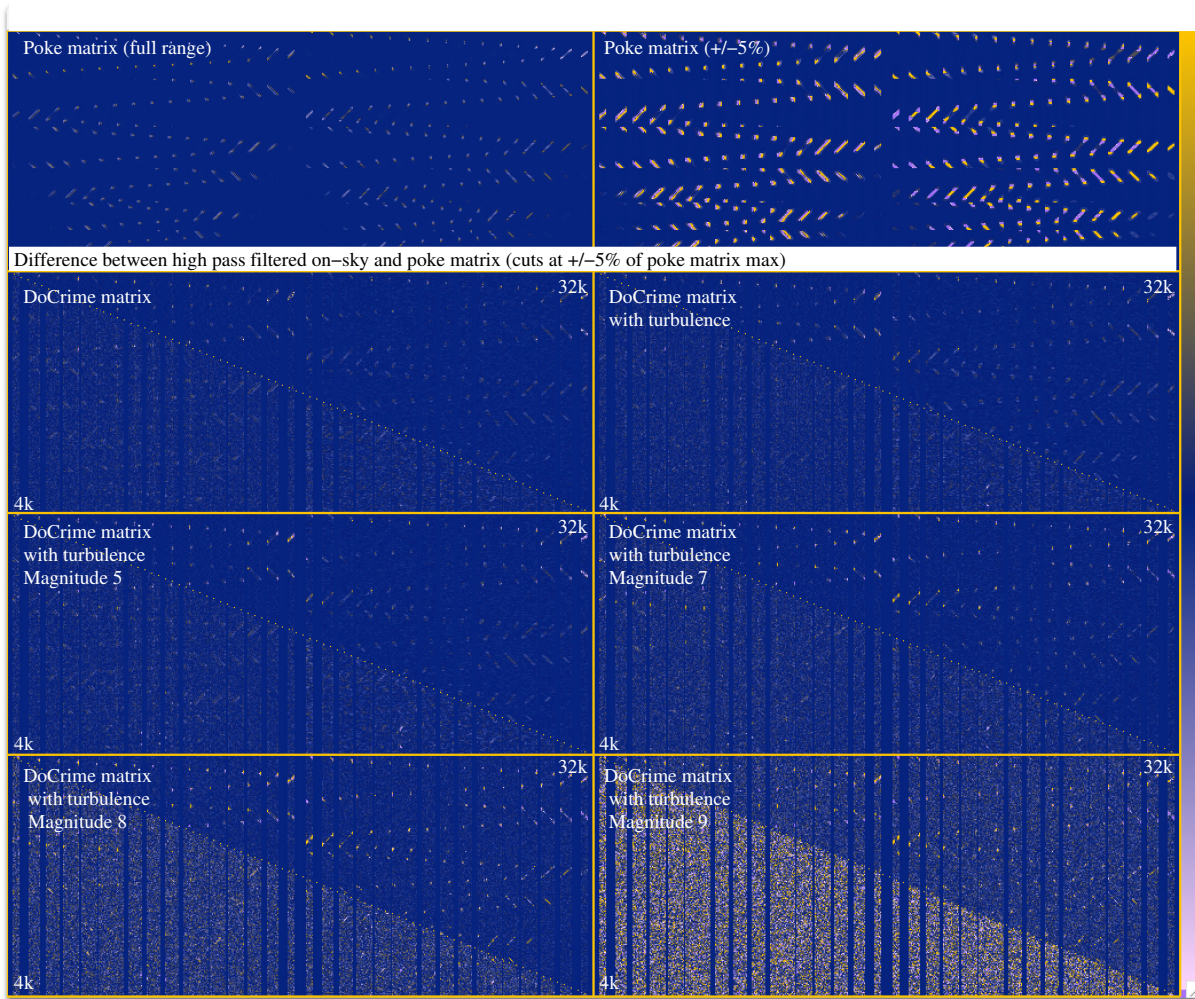 Poke matrix (full range)
Poke matrix (+/−5%)
Difference between high pass filtered on−sky and poke matrix (cuts at +/−5% of poke matrix max)
DoCrime matrix
32k
4k
DoCrime matrix
with turbulence
32k
4k
DoCrime matrix
with turbulence
Magnitude 5
32k
4k
DoCrime matrix
with turbulence
Magnitude 7
32k
4k
DoCrime matrix
with turbulence
Magnitude 8
32k
4k
DoCrime matrix
with turbulence
Magnitude 9
32k
4k